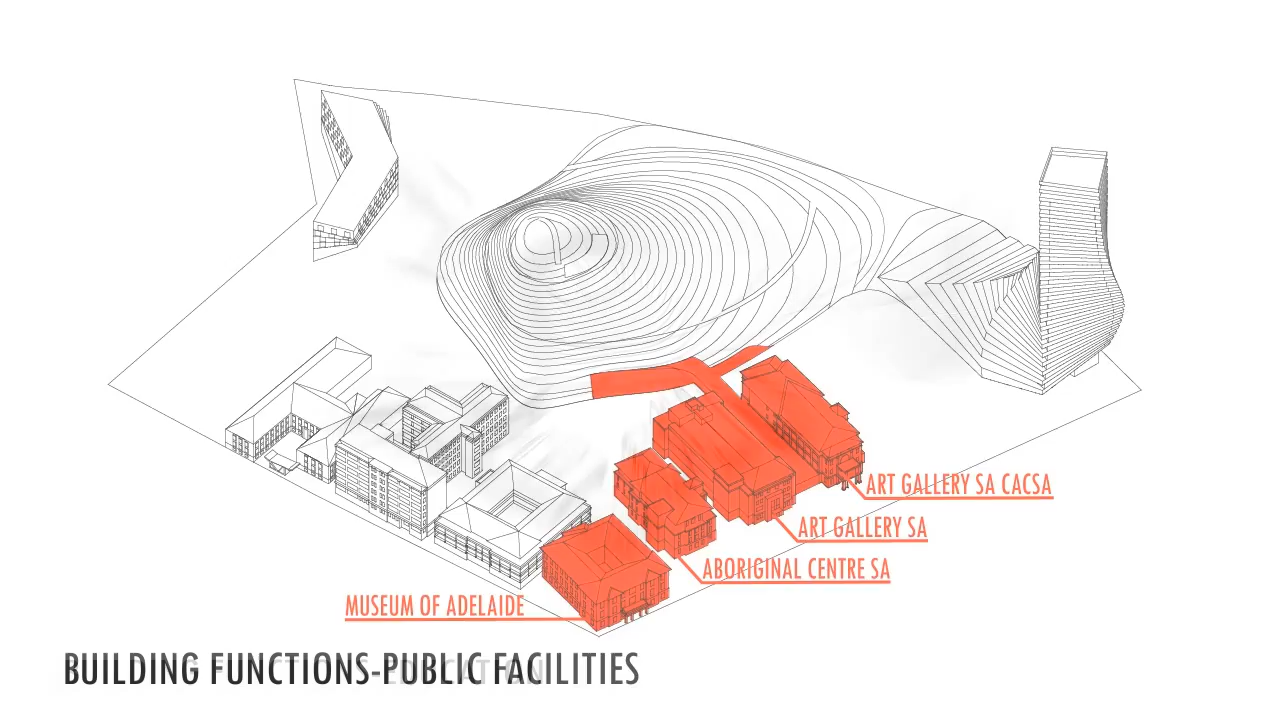 ART GALLERY SA CACSA
ART GALLERY SA
ABORIGINAL CENTRE SA
MUSEUM OF ADELAIDE
BUILDING FUNCTIONS-PUBLIC FACILITIES